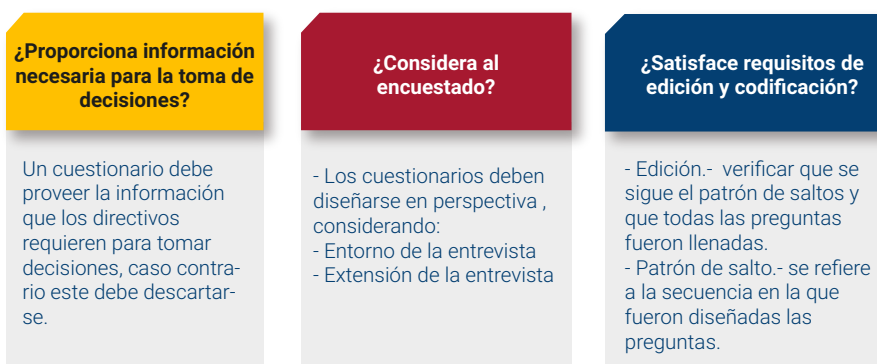 ¿Proporciona información
necesaria para la toma de
decisiones?
Un cuestionario debe
proveer la información
que los directivos
requieren para tomar
decisiones, caso contra-
rio este debe descartar-
se.
¿Considera al
encuestado?
- Los cuestionarios deben
diseñarse en perspectiva ,
considerando:
- Entorno de la entrevista
- Extensión de la entrevista
¿Satisface requisitos de
edición y codificación?
- Edición.- verificar que se
sigue el patrón de saltos y
que todas las preguntas
fueron llenadas.
- Patrón de salto.- se refiere
a la secuencia en la que
fueron diseñadas las
preguntas.